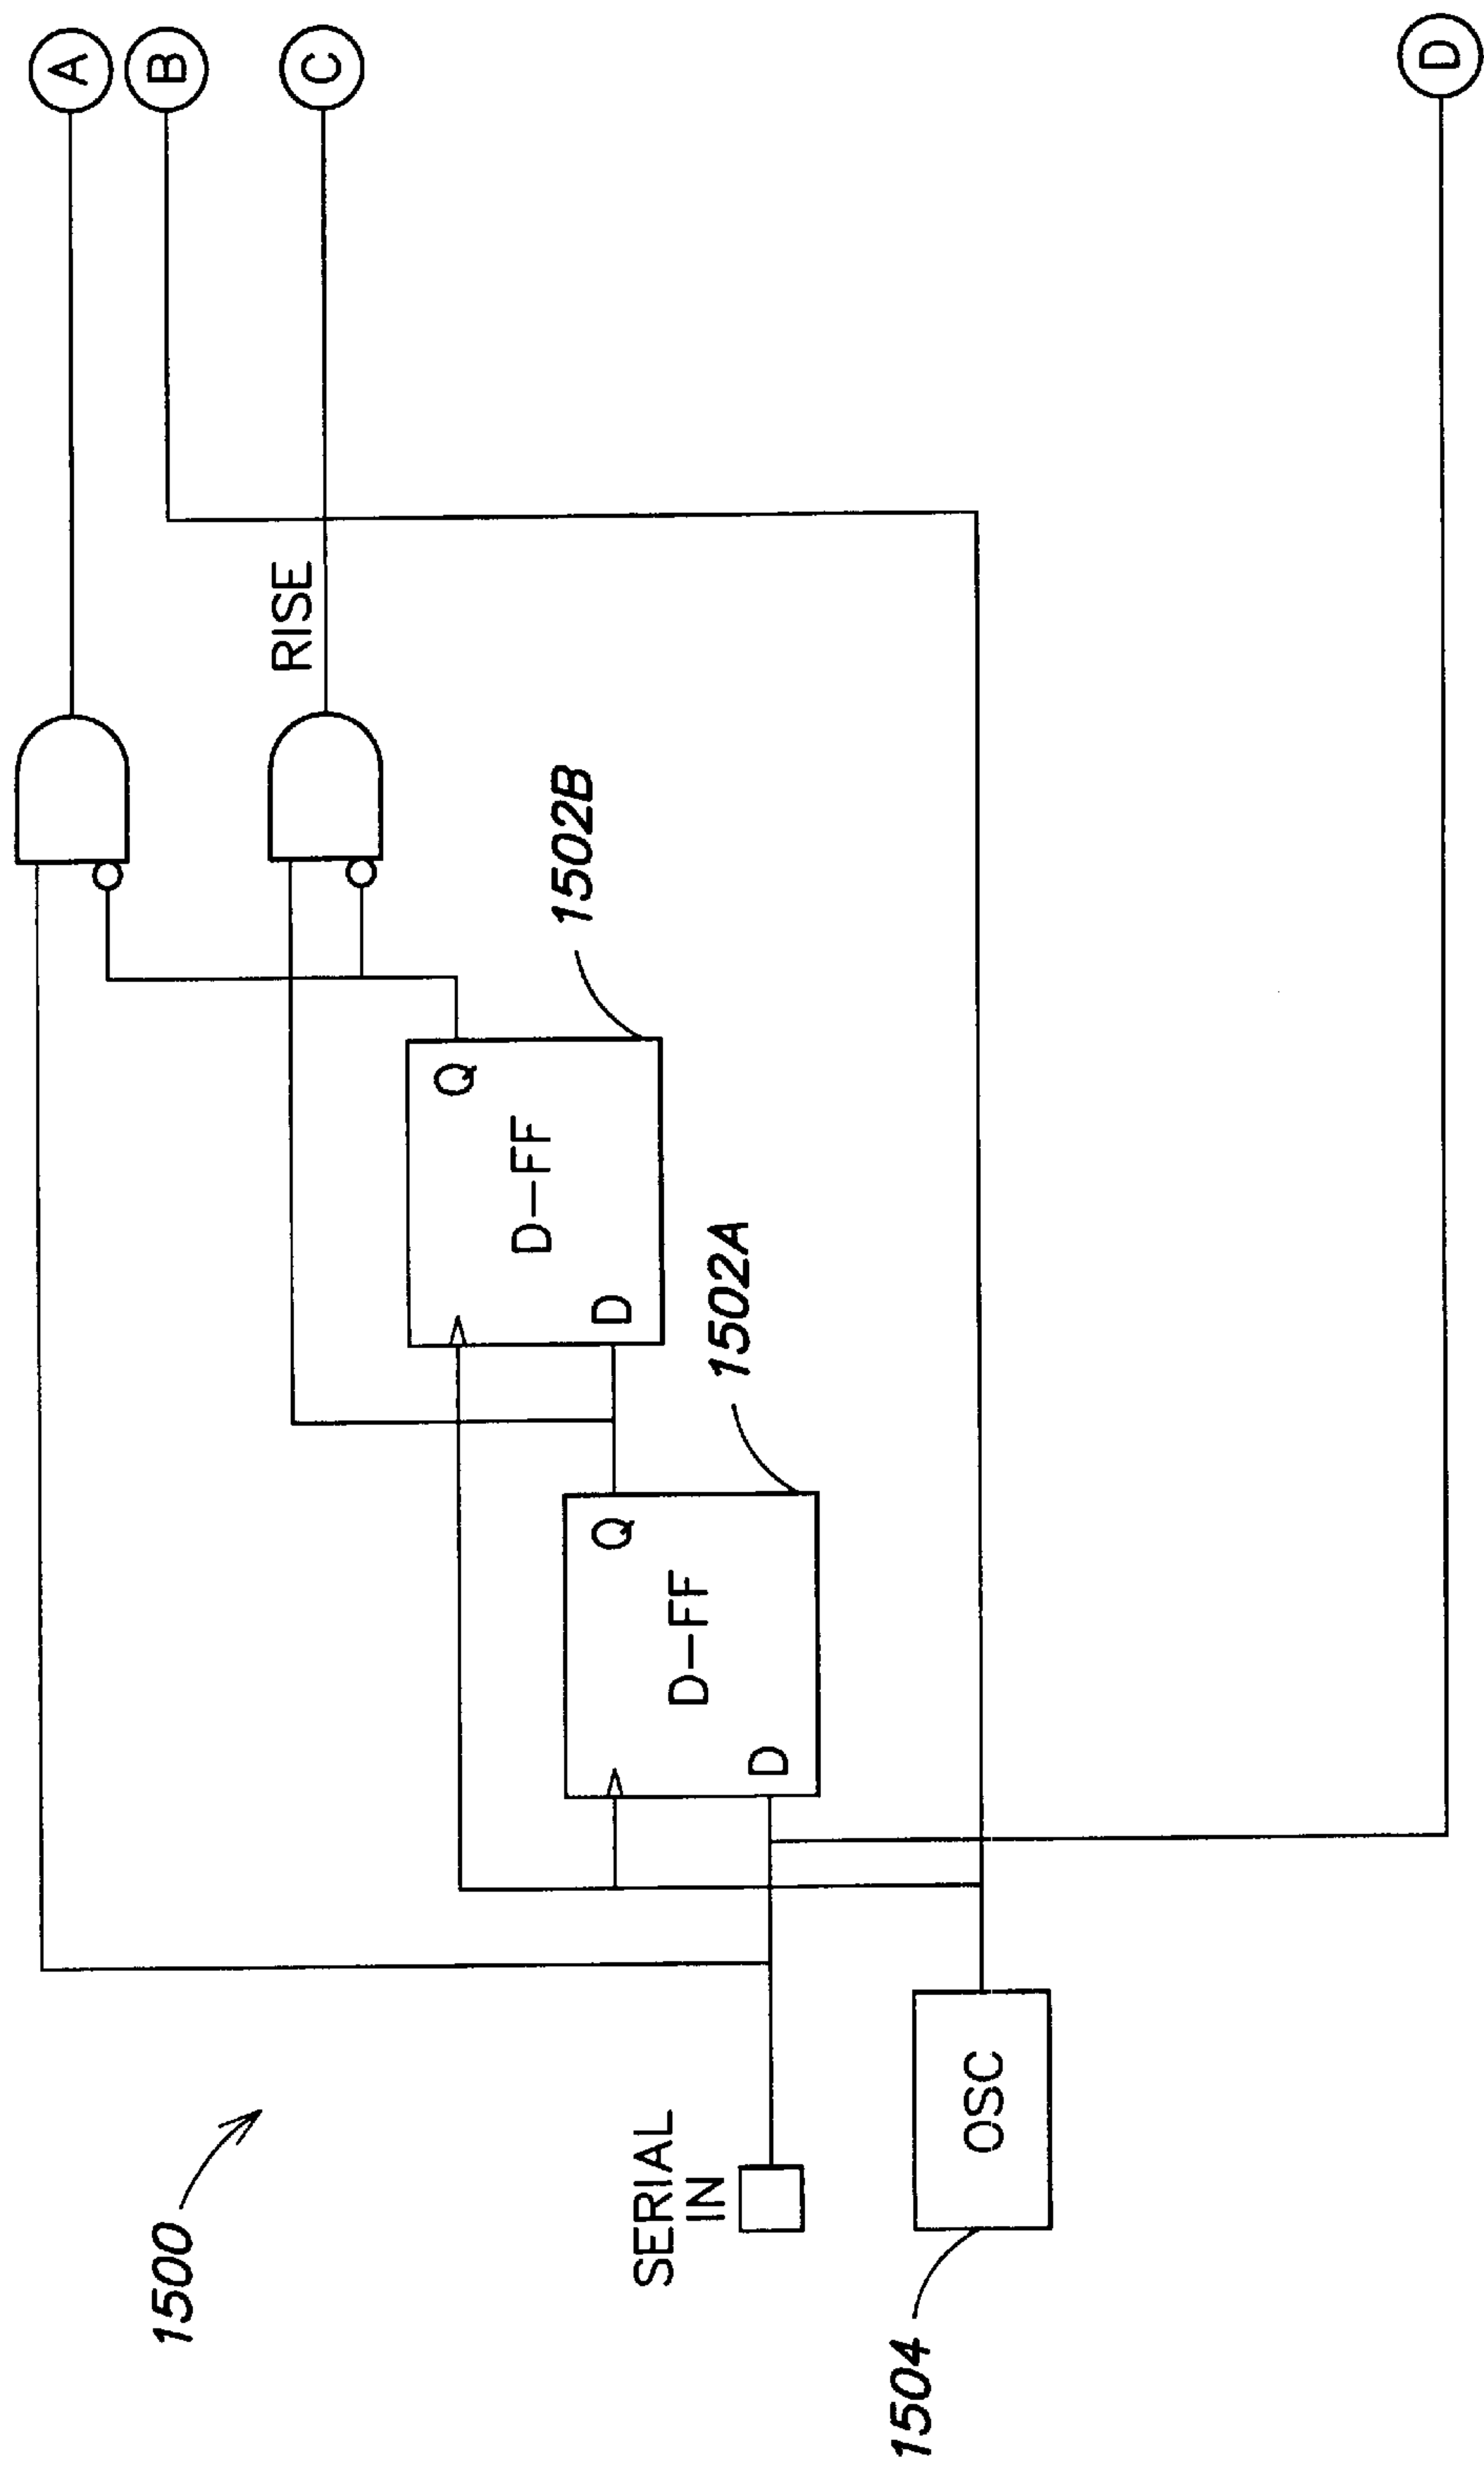 1500
A
B
C
RISE
1502B
Q
D-FF
D
1502A
Q
D-FF
D
SERIAL
IN
OSC
1504
D